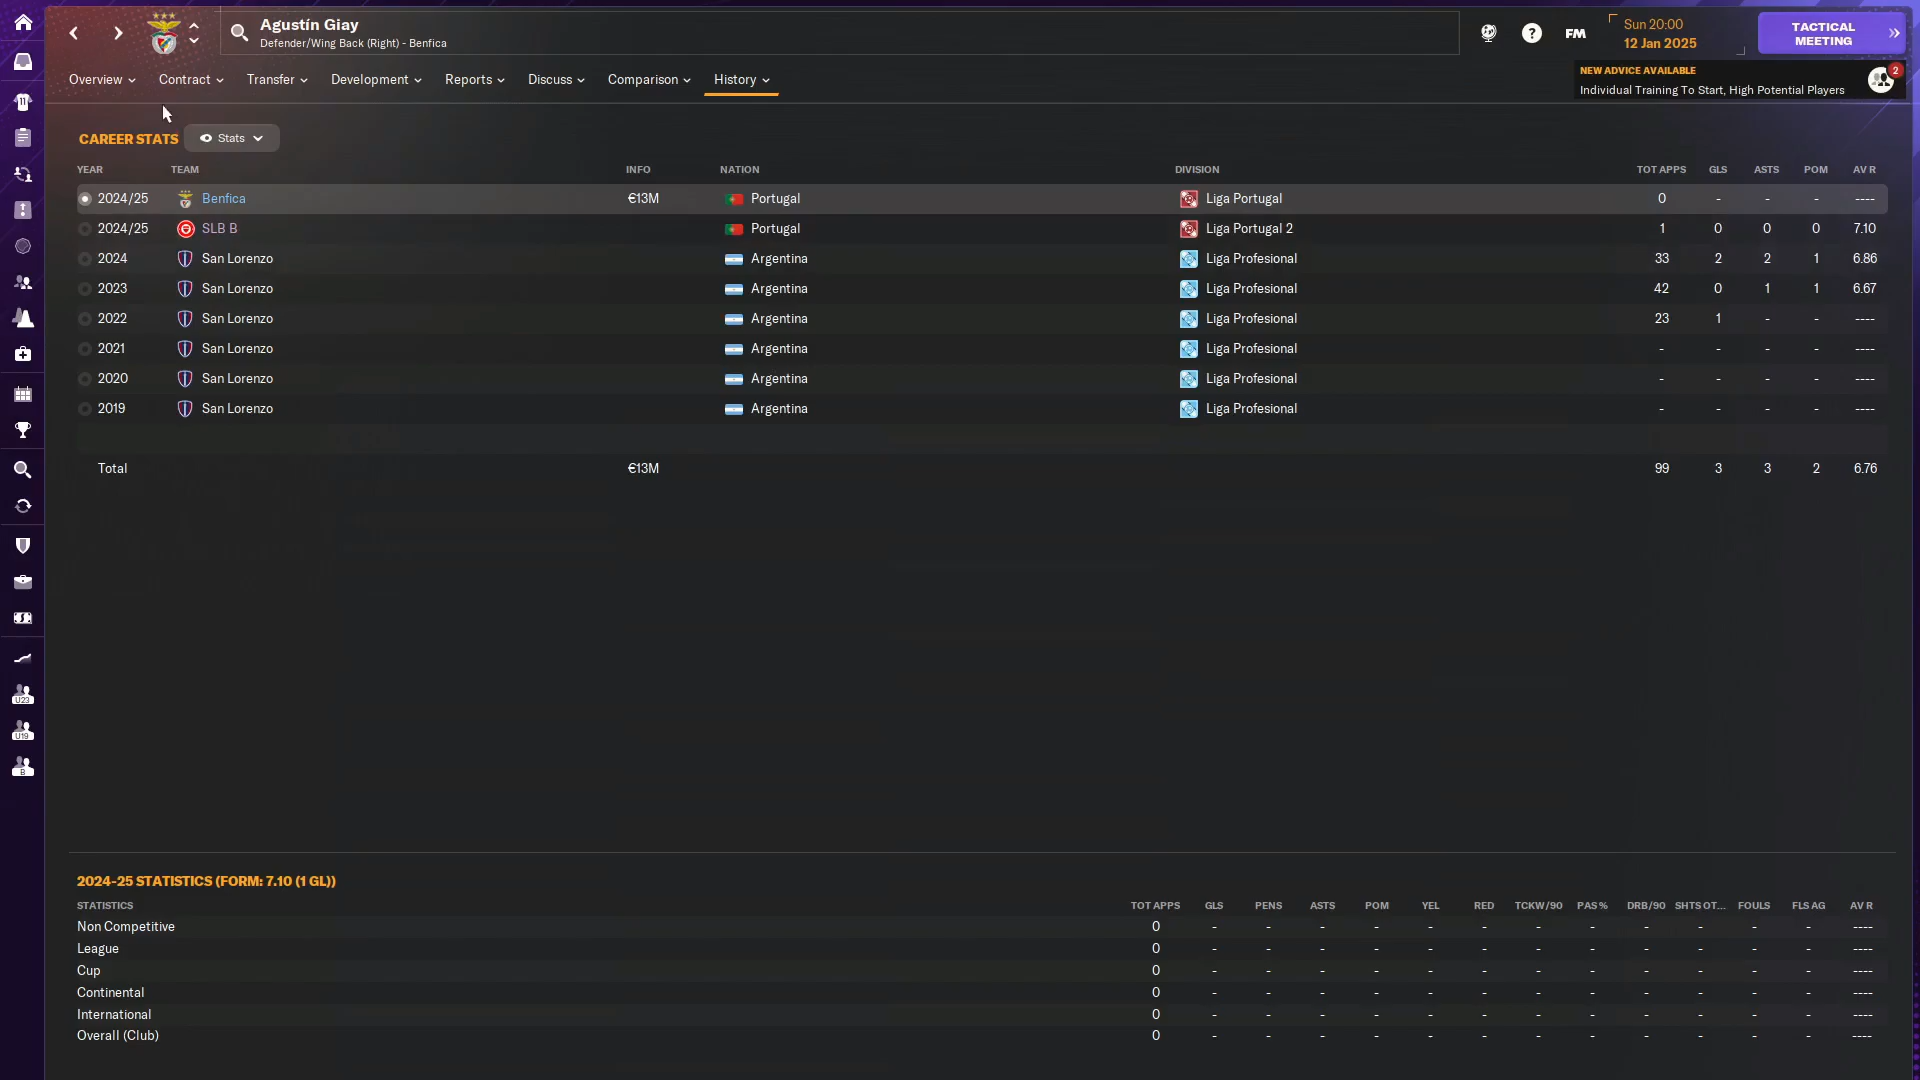 Agustín Giay
Defender/Wing Back (Right) - Benfica
FM
Sun 20:00
12 Jan 2025
TACTICAL
MEETING
Overview
Contract
Transfer
Development
Reports
Discuss
Comparison
History
NEW ADVICE AVAILABLE
Individual Training To Start, High Potential Players
2
CAREER STATS
Stats
YEAR TEAM INFO NATION DIVISION TOT APPS GLS ASTS POM AV R
2024/25 Benfica €13M Portugal Liga Portugal 0 - - - ----
2024/25 SLB B Portugal Liga Portugal 2 1 0 0 0 7.10
2024 San Lorenzo Argentina Liga Profesional 33 2 2 1 6.86
2023 San Lorenzo Argentina Liga Profesional 42 0 1 1 6.67
2022 San Lorenzo Argentina Liga Profesional 23 1 - - ----
2021 San Lorenzo Argentina Liga Profesional - - - - ----
2020 San Lorenzo Argentina Liga Profesional - - - - ----
2019 San Lorenzo Argentina Liga Profesional - - - - ----
Total €13M 99 3 3 2 6.76
U23
U19
B
2024-25 STATISTICS (FORM: 7.10 (1 GL))
STATISTICS TOT APPS GLS PENS ASTS POM YEL RED TCKW/90 PAS % DRB/90 SHTS OT... FOULS FLS AG AV R
Non Competitive 0 - - - - - - - - - - - - ----
League 0 - - - - - - - - - - - - ----
Cup 0 - - - - - - - - - - - - ----
Continental 0 - - - - - - - - - - - - ----
International 0 - - - - - - - - - - - - ----
Overall (Club) 0 - - - - - - - - - - - - ----